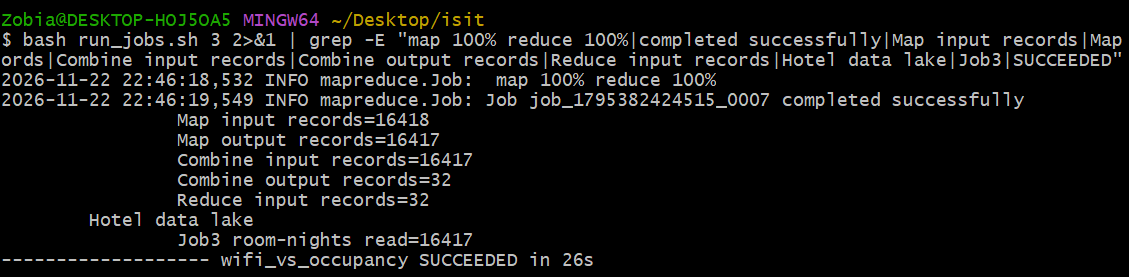 Zobia@DESKTOP-HOJ5OA5 MINGW64 ~/Desktop/isit
$ bash run_jobs.sh 3 2>&1 | grep -E "map 100% reduce 100%|completed successfully|Map input records|Map
ords|Combine input records|Combine output records|Reduce input records|Hotel data lake|Job3|SUCCEEDED"
2026-11-22 22:46:18,532 INFO mapreduce.Job:  map 100% reduce 100%
2026-11-22 22:46:19,549 INFO mapreduce.Job: Job job_1795382424515_0007 completed successfully
Map input records=16418
Map output records=16417
Combine input records=16417
Combine output records=32
Reduce input records=32
Hotel data lake
Job3 room-nights read=16417
------------------- wifi_vs_occupancy SUCCEEDED in 26s